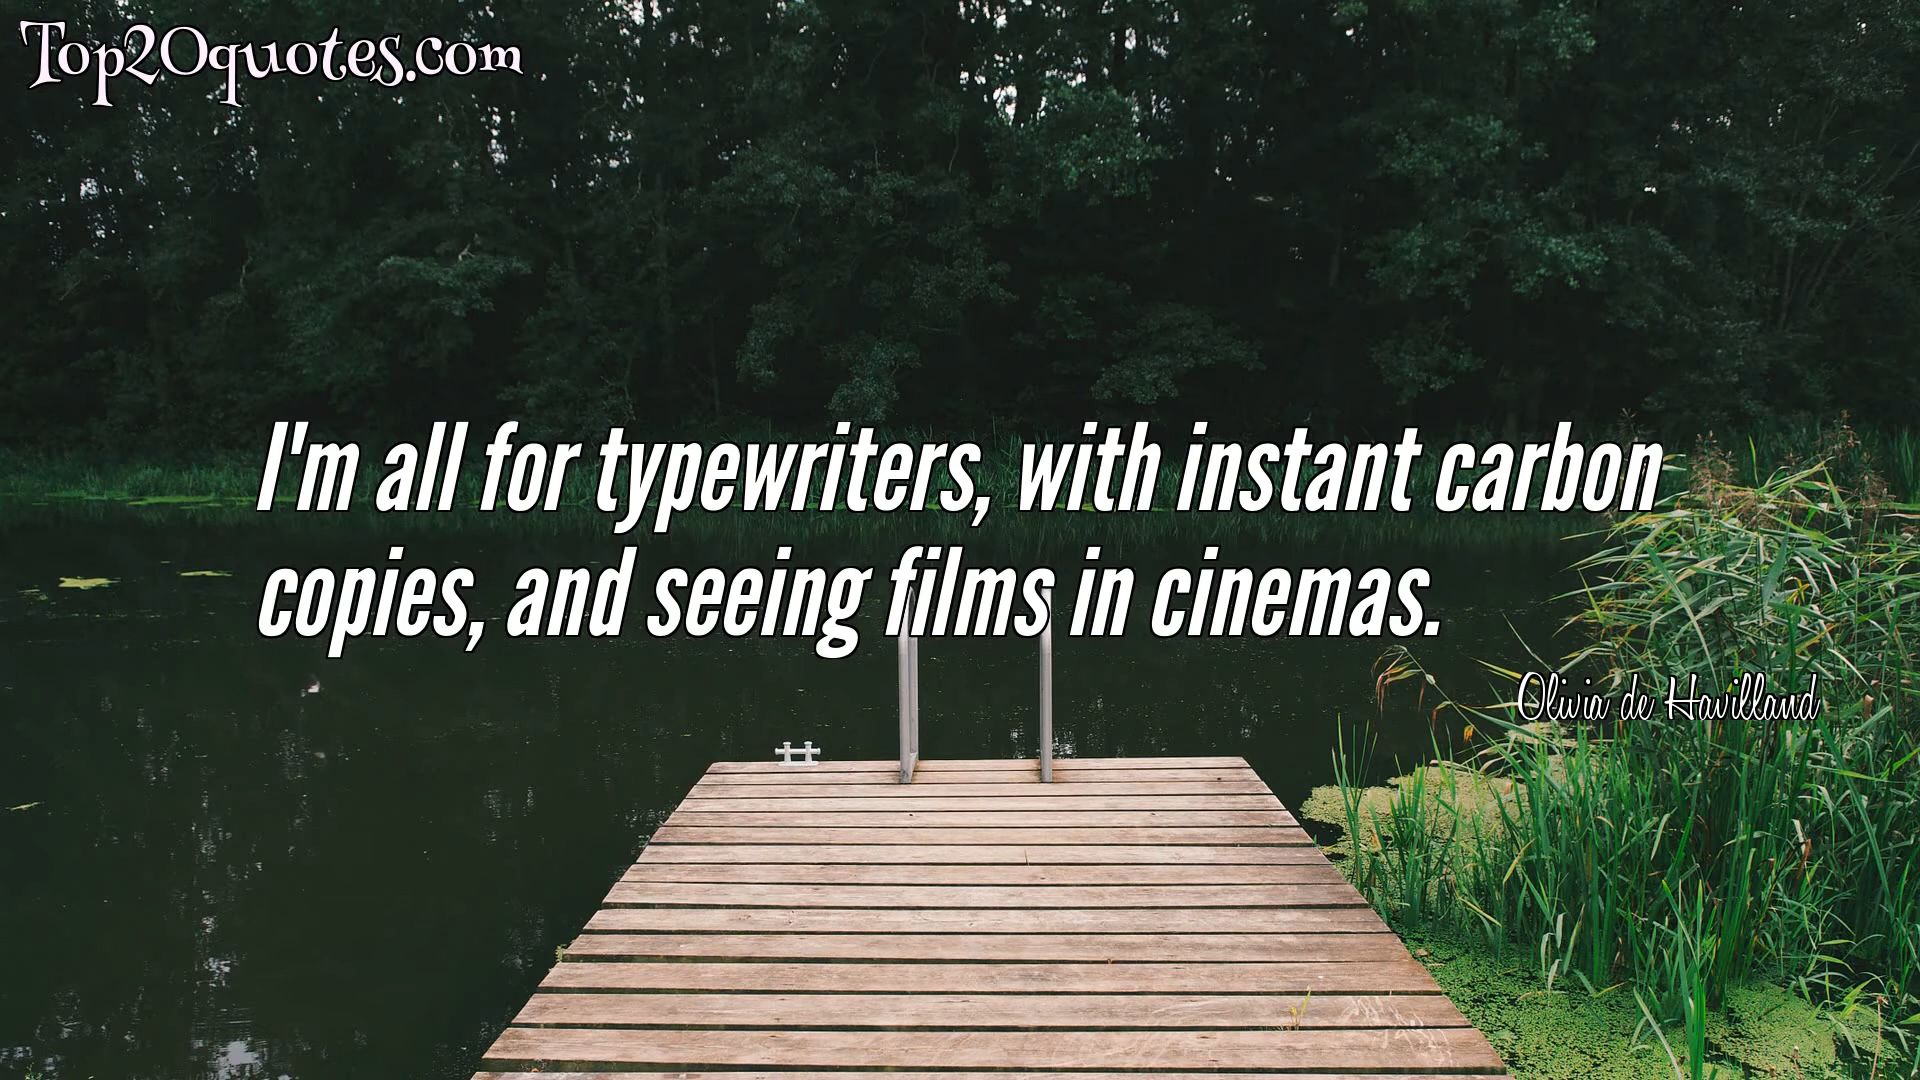 Top20quotes.com
I'm all for typewriters, with instant carbon
copies, and seeing films in cinemas.
Olivia de Havilland